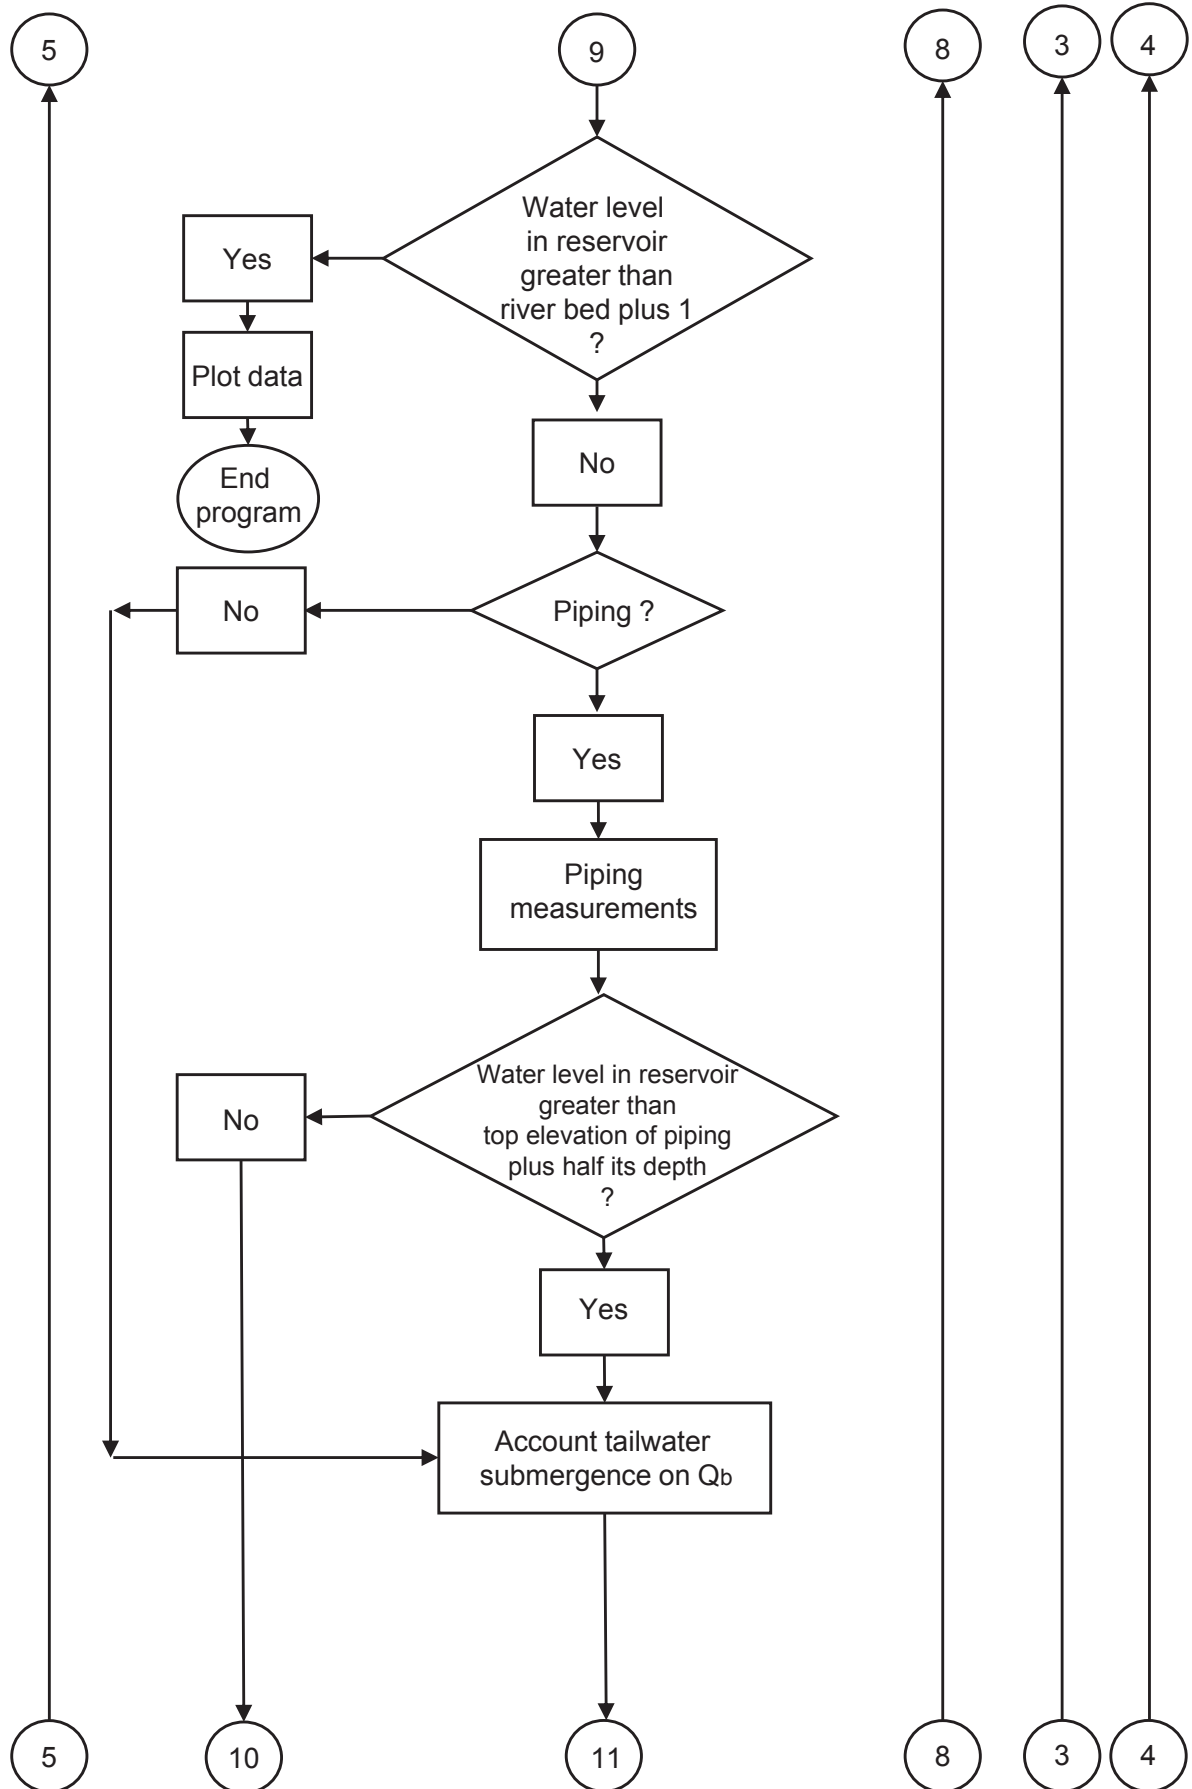 5
9
8
3
4
Water level
in reservoir
greater than
river bed plus 1
?
Yes
Plot data
End
program
No
Piping ?
No
Yes
Piping
measurements
Water level in reservoir
greater than
top elevation of piping
plus half its depth
?
No
Yes
Account tailwater
submergence on Qb
5
10
11
8
3
4